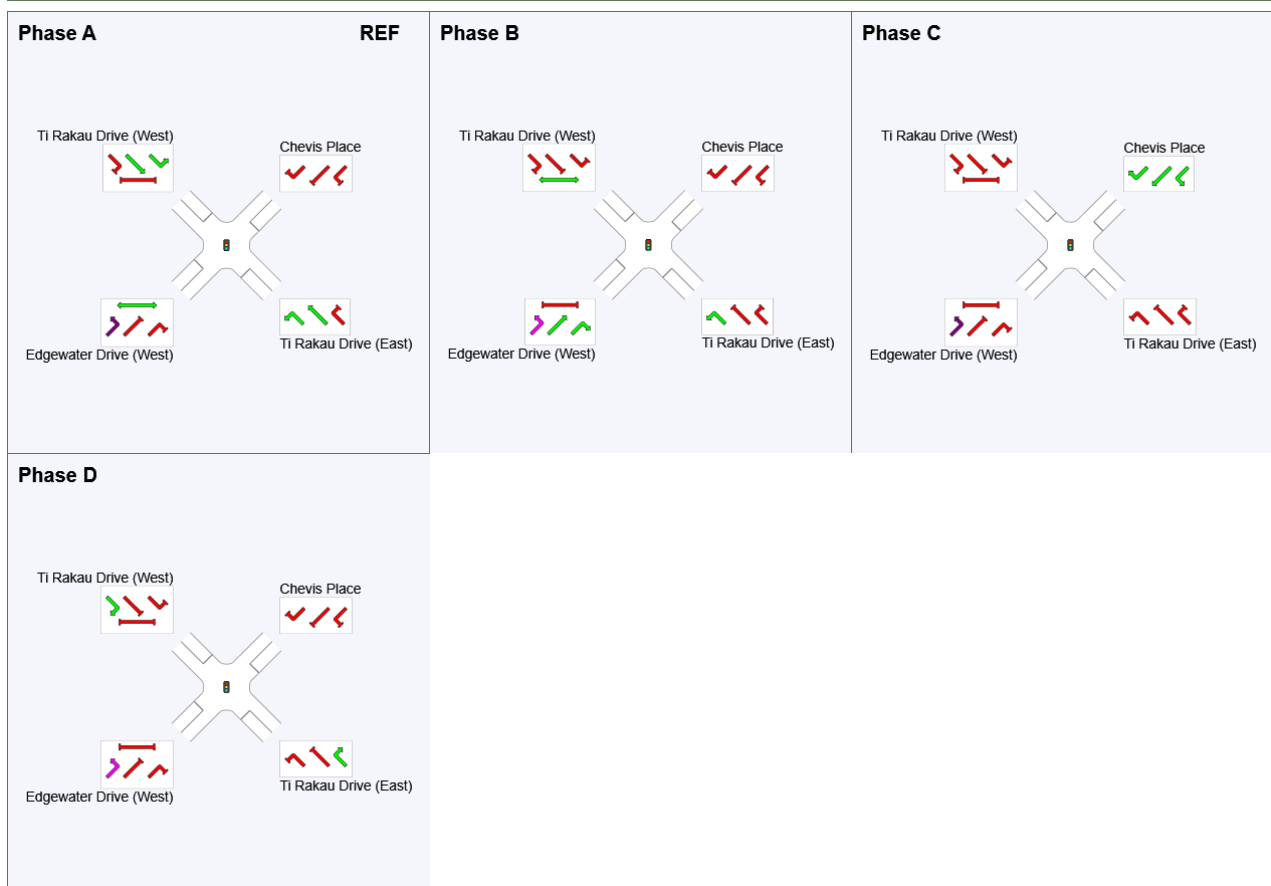 Phase A
REF
Ti Rakau Drive (West)
Chevis Place
Edgewater Drive (West)
Ti Rakau Drive (East)
Phase B
Ti Rakau Drive (West)
Chevis Place
Edgewater Drive (West)
Ti Rakau Drive (East)
Phase C
Ti Rakau Drive (West)
Chevis Place
Edgewater Drive (West)
Ti Rakau Drive (East)
Phase D
Ti Rakau Drive (West)
Chevis Place
Edgewater Drive (West)
Ti Rakau Drive (East)